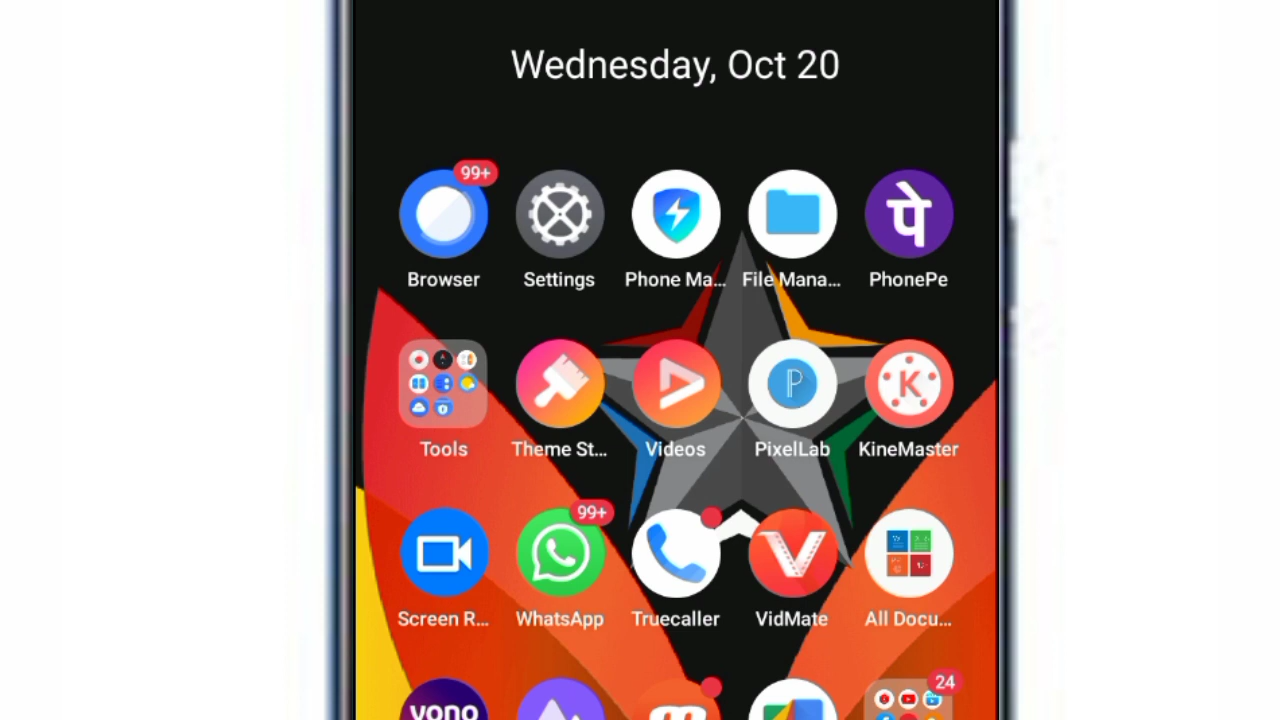 Wednesday, Oct 20
99+
Browser
Settings
Phone Ma...
File Mana...
पे
PhonePe
Tools
Theme St...
Videos
P
PixelLab
K
KineMaster
99+
Screen R...
WhatsApp
Truecaller
V
VidMate
All Docu...
yono
24